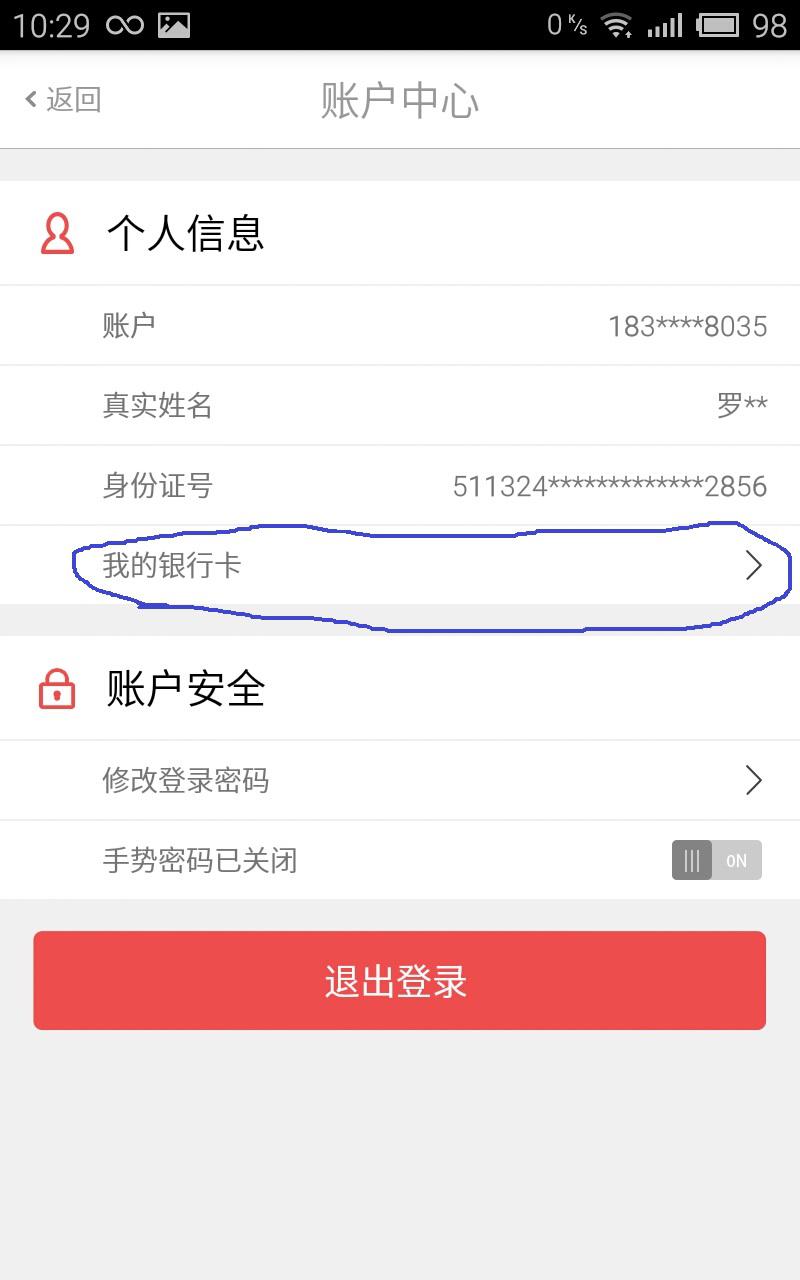 10:29 0 K/s 98
返回 账户中心
个人信息
账户 183****8035
真实姓名 罗**
身份证号 511324*************2856
我的银行卡
账户安全
修改登录密码
手势密码已关闭 ON
退出登录